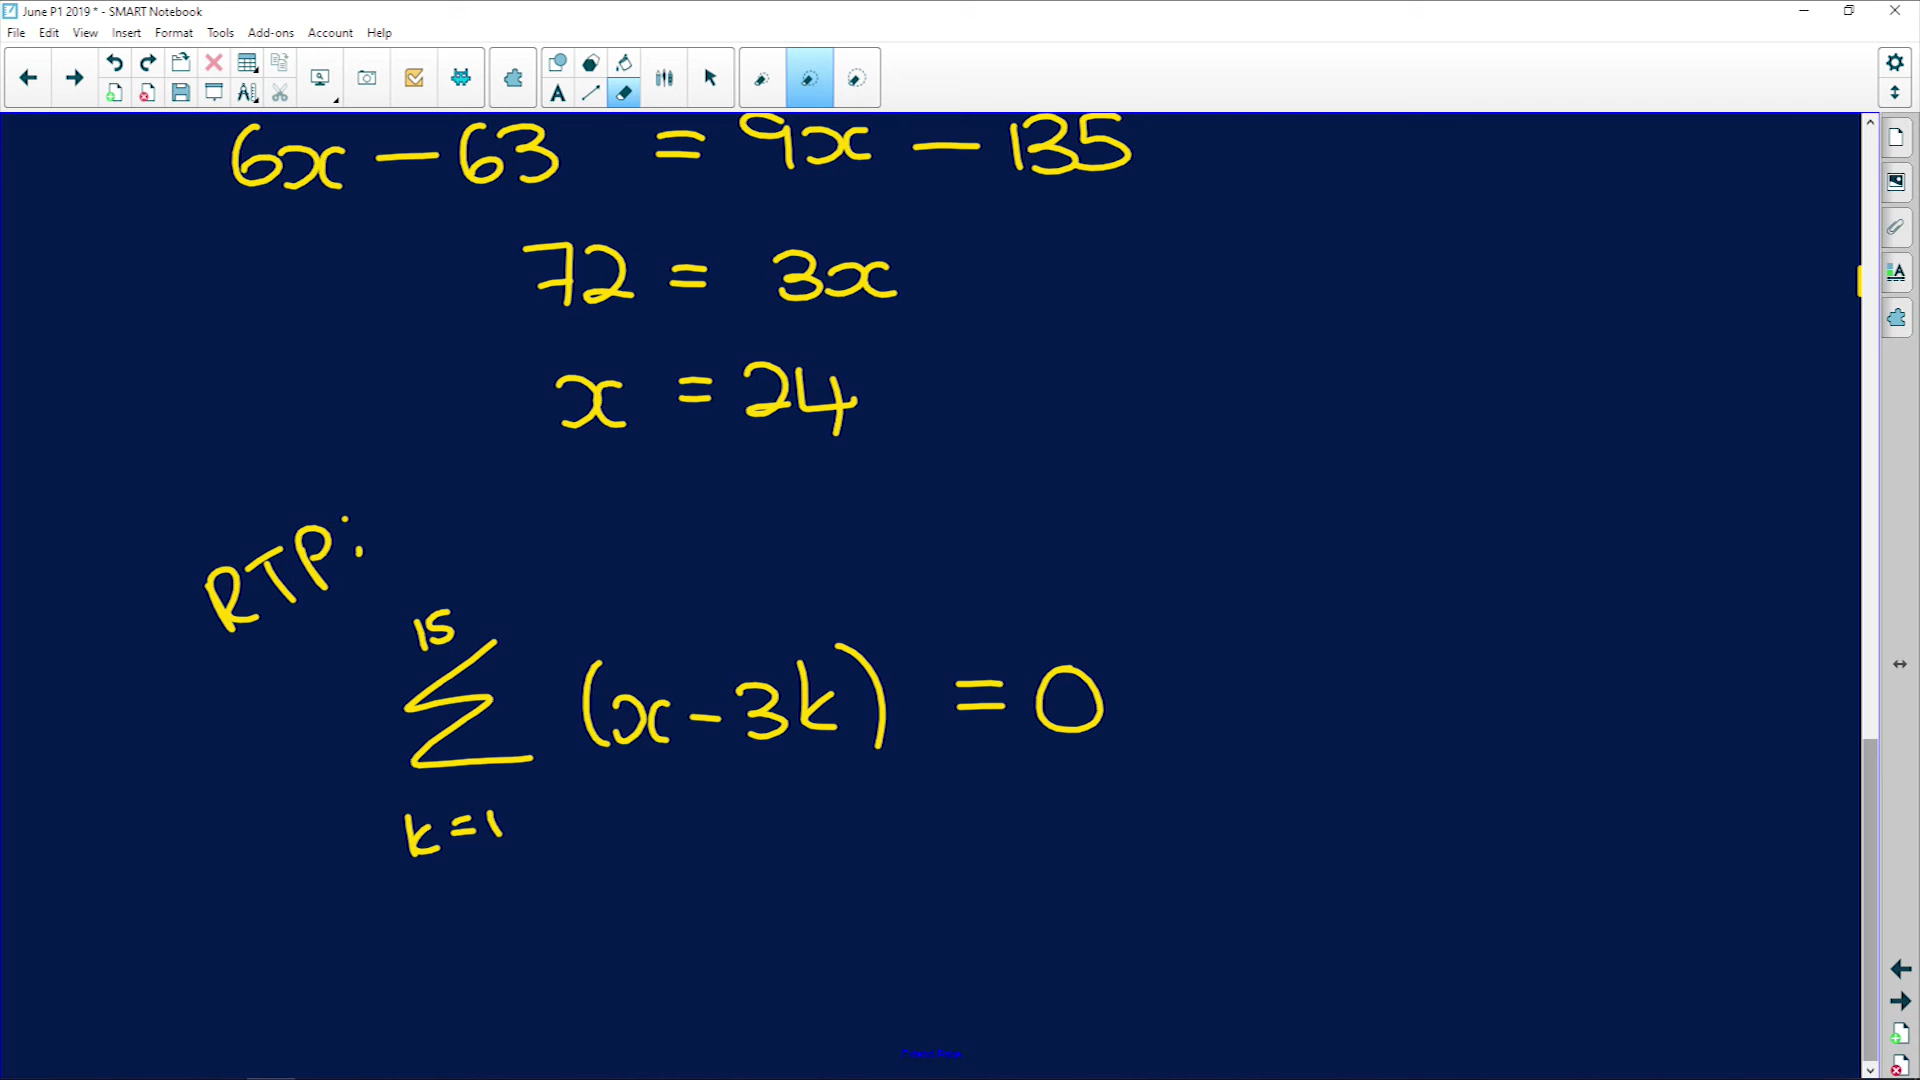 June P1 2019 * - SMART Notebook
File Edit View Insert Format Tools Add-ons Account Help
6x - 63 = 9x - 135
72 = 3x
x = 24
RTP:
15
∑ (x - 3k) = 0
k = 1